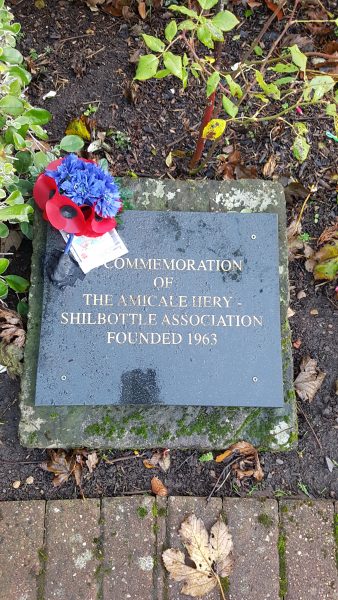 COMMEMORATION
OF
THE AMICALE HERY -
SHILBOTTLE ASSOCIATION
FOUNDED 1963